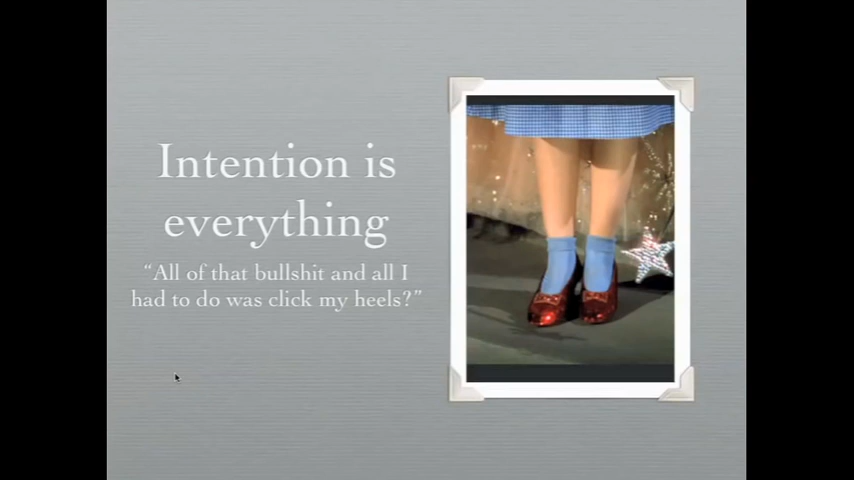 Intention is
everything
“All of that bullshit and all I
had to do was click my heels?”